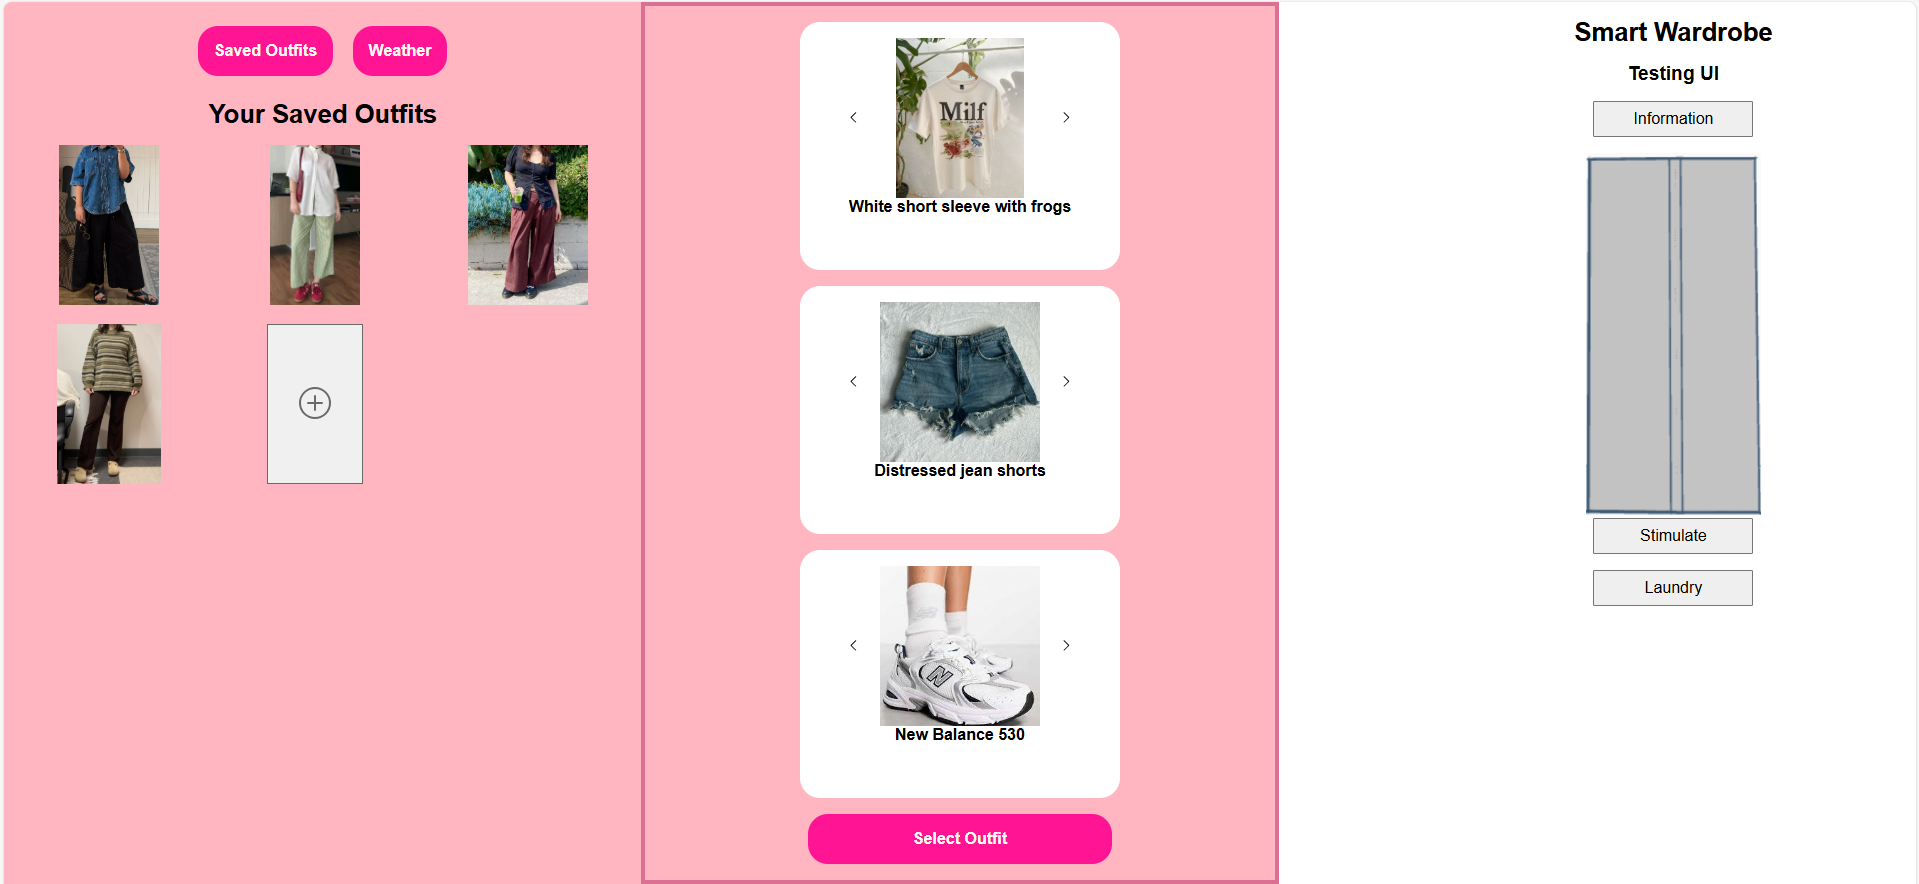 Saved Outfits
Weather
Your Saved Outfits
Milf
White short sleeve with frogs
Distressed jean shorts
N
New Balance 530
Select Outfit
Smart Wardrobe
Testing UI
Information
Stimulate
Laundry